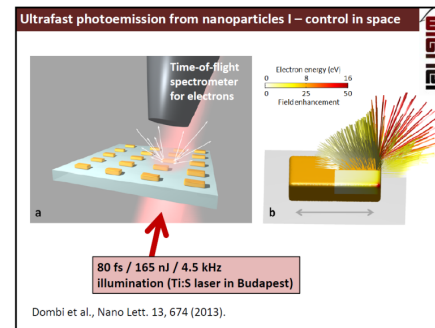 Ultrafast photoemission from nanoparticles I – control in space
Time-of-flight
spectrometer
for electrons
a
Electron energy (eV)
0 8 16
0 25 50
Field enhancement
b
80 fs / 165 nJ / 4.5 kHz
illumination (Ti:S laser in Budapest)
Dombi et al., Nano Lett. 13, 674 (2013).